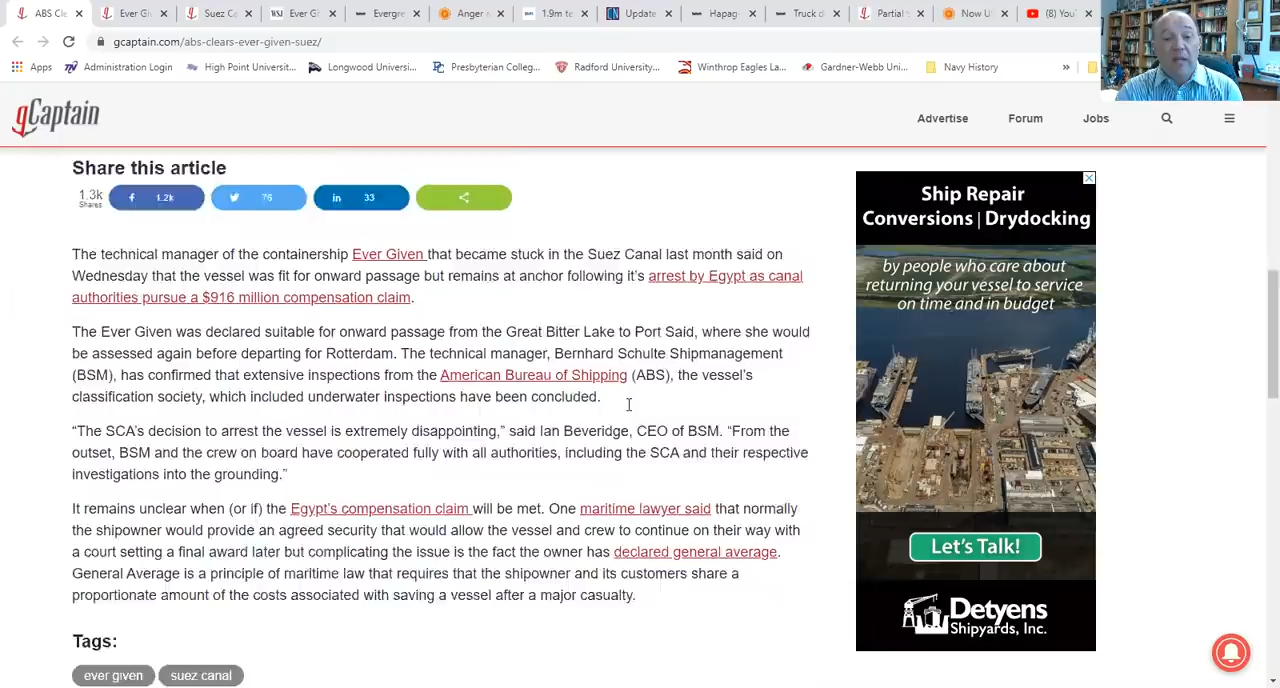 ABS Cle
Ever Giv
Suez Ca
WSJ Ever Gi
Evergre
Anger m
1.9m te
Update
Hapag-
Truck d
Partial
Now U
(8) You
gcaptain.com/abs-clears-ever-given-suez/
Apps Administration Login High Point Universit... Longwood Universi... Presbyterian Colleg... Radford University... Winthrop Eagles La... Gardner-Webb Uni... Navy History »
gCaptain
Advertise Forum Jobs
Share this article
1.3k
Shares
1.2k
76
in 33
The technical manager of the containership Ever Given that became stuck in the Suez Canal last month said on
Wednesday that the vessel was fit for onward passage but remains at anchor following it's arrest by Egypt as canal
authorities pursue a $916 million compensation claim.
The Ever Given was declared suitable for onward passage from the Great Bitter Lake to Port Said, where she would
be assessed again before departing for Rotterdam. The technical manager, Bernhard Schulte Shipmanagement
(BSM), has confirmed that extensive inspections from the American Bureau of Shipping (ABS), the vessel's
classification society, which included underwater inspections have been concluded.
“The SCA's decision to arrest the vessel is extremely disappointing,” said Ian Beveridge, CEO of BSM. “From the
outset, BSM and the crew on board have cooperated fully with all authorities, including the SCA and their respective
investigations into the grounding.”
It remains unclear when (or if) the Egypt's compensation claim will be met. One maritime lawyer said that normally
the shipowner would provide an agreed security that would allow the vessel and crew to continue on their way with
a court setting a final award later but complicating the issue is the fact the owner has declared general average.
General Average is a principle of maritime law that requires that the shipowner and its customers share a
proportionate amount of the costs associated with saving a vessel after a major casualty.
Tags:
ever given suez canal
Ship Repair
Conversions | Drydocking
by people who care about
returning your vessel to service
on time and in budget
Let's Talk!
Detyens
Shipyards, Inc.